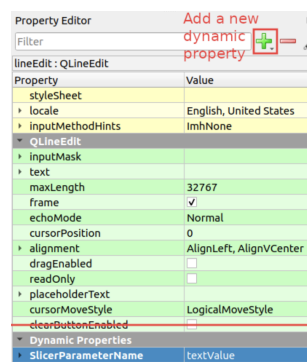 Property Editor
Add a new dynamic property
Filter
lineEdit : QLineEdit
Property Value
styleSheet
locale English, United States
inputMethodHints ImhNone
QLineEdit
inputMask
text
maxLength 32767
frame
echoMode Normal
cursorPosition 0
alignment AlignLeft, AlignVCenter
dragEnabled
readOnly
placeholderText
cursorMoveStyle LogicalMoveStyle
clearButtonEnabled
Dynamic Properties
SlicerParameterName textValue